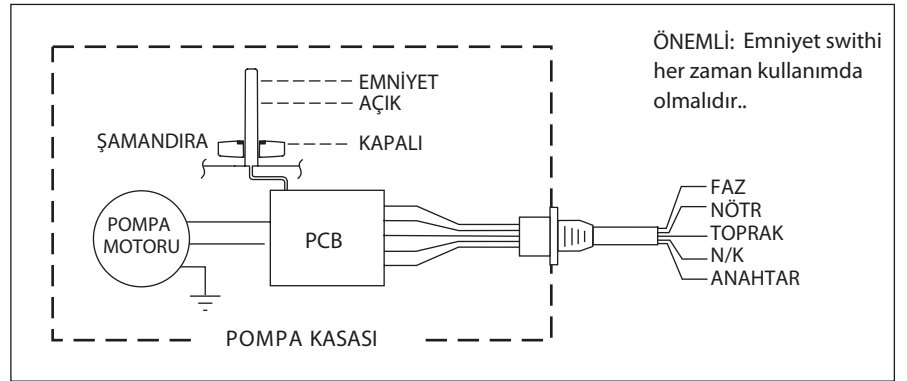 ÖNEMLİ: Emniyet swithi
her zaman kullanımda
olmalıdır..
EMNİYET
AÇIK
ŞAMANDIRA
KAPALI
POMPA
MOTORU
PCB
FAZ
NÖTR
TOPRAK
N/K
ANAHTAR
POMPA KASASI